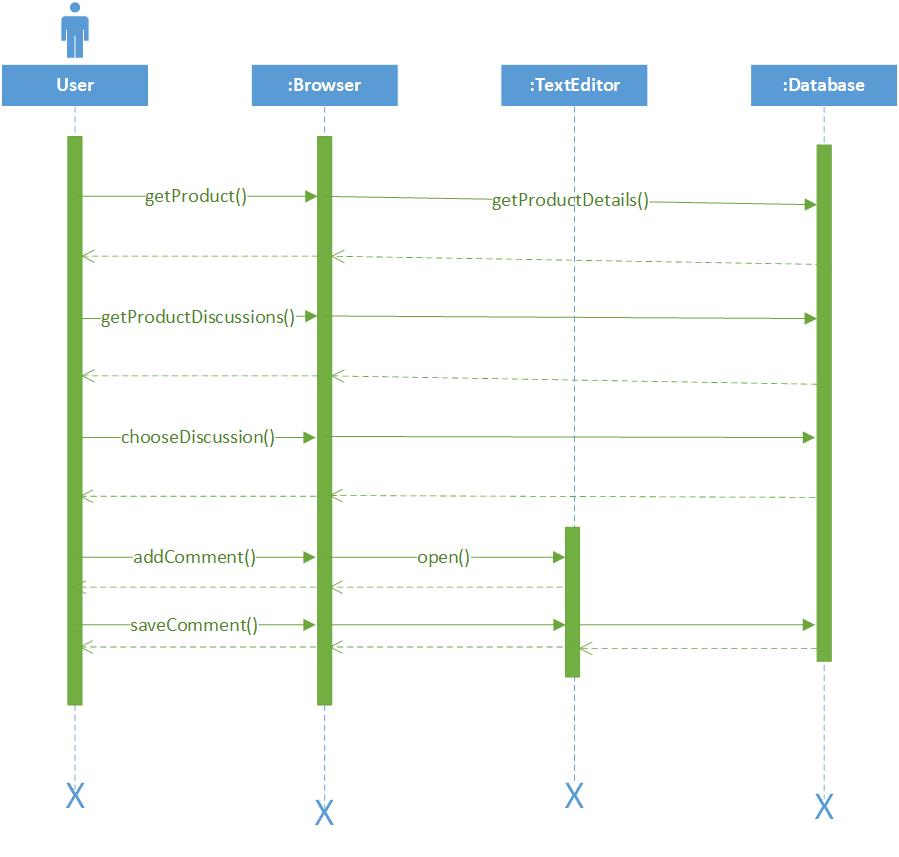 User
:Browser
:TextEditor
:Database
getProduct()
getProductDetails()
getProductDiscussions()
chooseDiscussion()
addComment()
open()
saveComment()
X
X
X
X